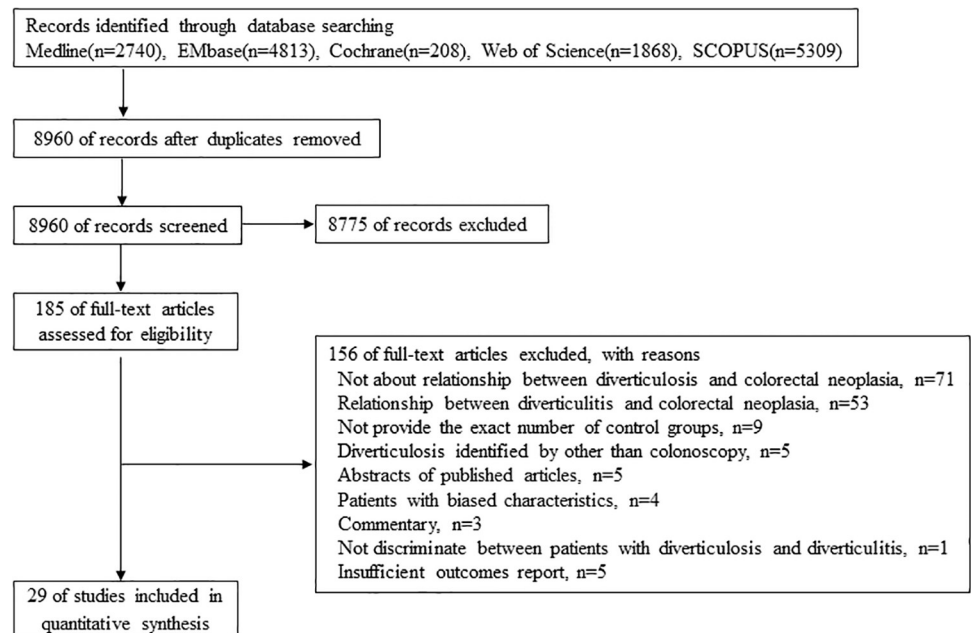 Records identified through database searching
Medline(n=2740), EMbase(n=4813), Cochrane(n=208), Web of Science(n=1868), SCOPUS(n=5309)
8960 of records after duplicates removed
8960 of records screened
8775 of records excluded
185 of full-text articles
assessed for eligibility
156 of full-text articles excluded, with reasons
Not about relationship between diverticulosis and colorectal neoplasia, n=71
Relationship between diverticulitis and colorectal neoplasia, n=53
Not provide the exact number of control groups, n=9
Diverticulosis identified by other than colonoscopy, n=5
Abstracts of published articles, n=5
Patients with biased characteristics, n=4
Commentary, n=3
Not discriminate between patients with diverticulosis and diverticulitis, n=1
Insufficient outcomes report, n=5
29 of studies included in
quantitative synthesis